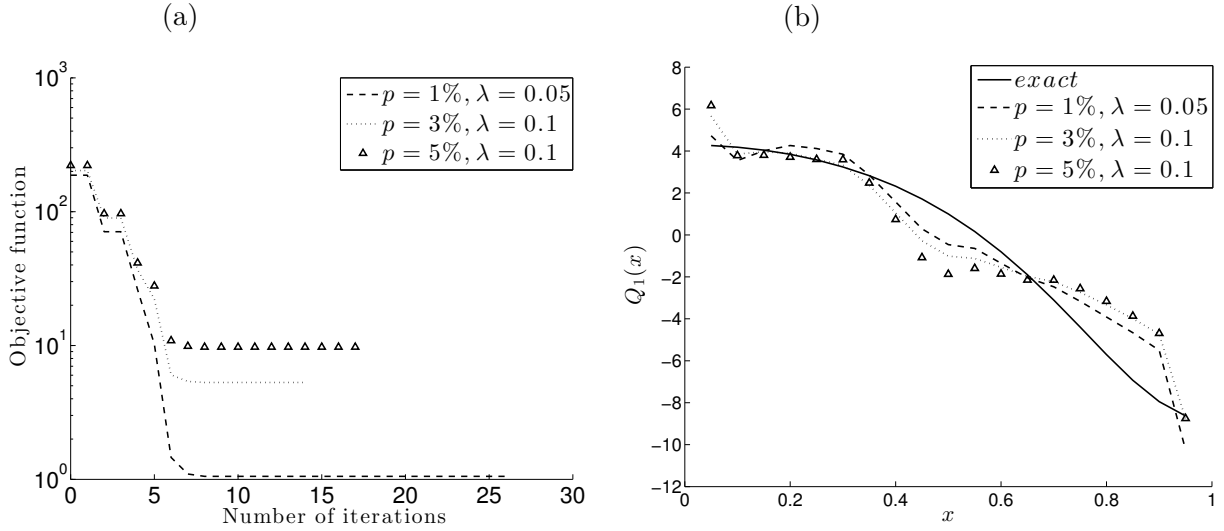 (a)
10^3
10^2
10^1
10^0
0
5
10
15
20
25
30
Objective function
Number of iterations
p = 1%, λ = 0.05
p = 3%, λ = 0.1
p = 5%, λ = 0.1
(b)
8
6
4
2
0
−2
−4
−6
−8
−10
−12
0
0.2
0.4
0.6
0.8
1
Q_1(x)
x
exact
p = 1%, λ = 0.05
p = 3%, λ = 0.1
p = 5%, λ = 0.1